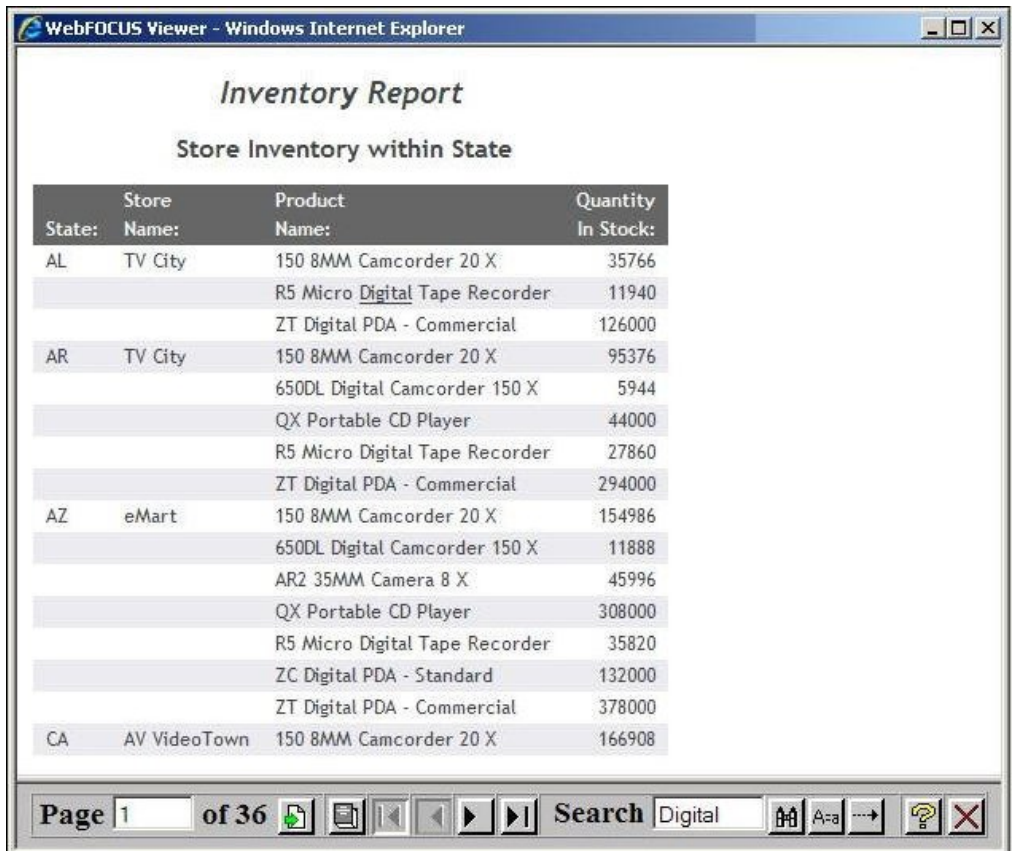 WebFOCUS Viewer - Windows Internet Explorer
Inventory Report
Store Inventory within State
Store Product Quantity
State: Name: Name: In Stock:
AL TV City 150 8MM Camcorder 20 X 35766
R5 Micro Digital Tape Recorder 11940
ZT Digital PDA - Commercial 126000
AR TV City 150 8MM Camcorder 20 X 95376
650DL Digital Camcorder 150 X 5944
QX Portable CD Player 44000
R5 Micro Digital Tape Recorder 27860
ZT Digital PDA - Commercial 294000
AZ eMart 150 8MM Camcorder 20 X 154986
650DL Digital Camcorder 150 X 11888
AR2 35MM Camera 8 X 45996
QX Portable CD Player 308000
R5 Micro Digital Tape Recorder 35820
ZC Digital PDA - Standard 132000
ZT Digital PDA - Commercial 378000
CA AV VideoTown 150 8MM Camcorder 20 X 166908
Page 1 of 36 Search Digital A=a